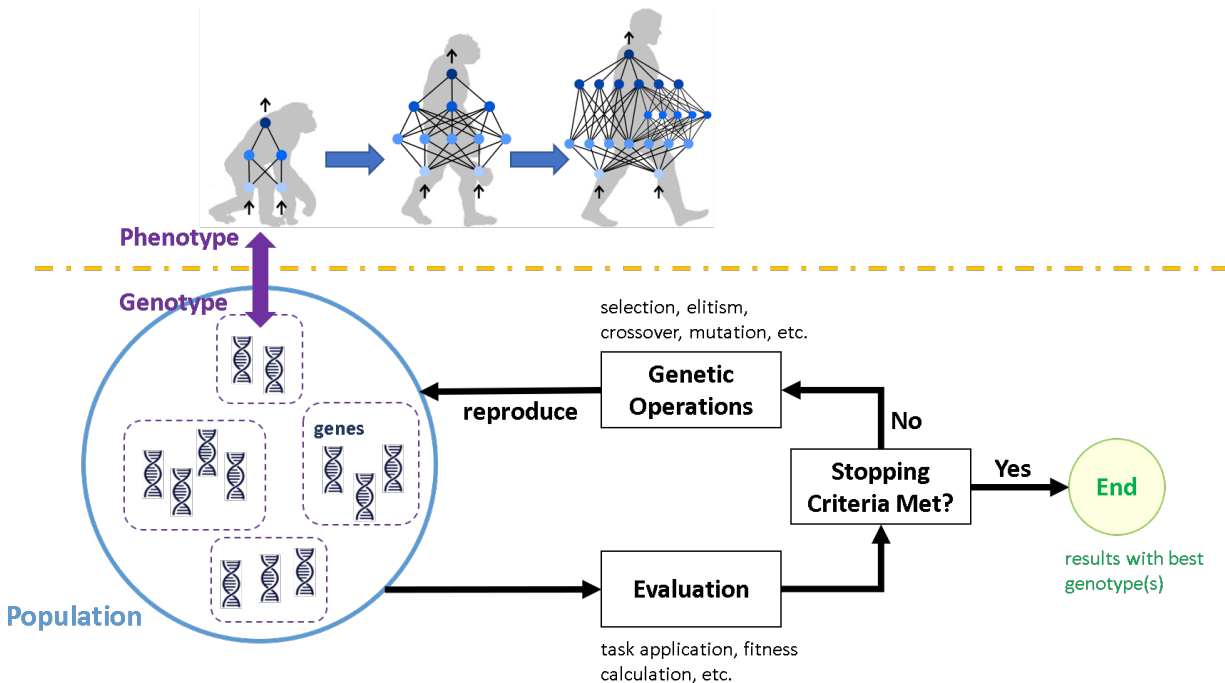 Phenotype
Genotype
selection, elitism,
crossover, mutation, etc.
Genetic
Operations
reproduce
genes
No
Stopping
Criteria Met?
Yes
End
results with best
genotype(s)
Evaluation
Population
task application, fitness
calculation, etc.